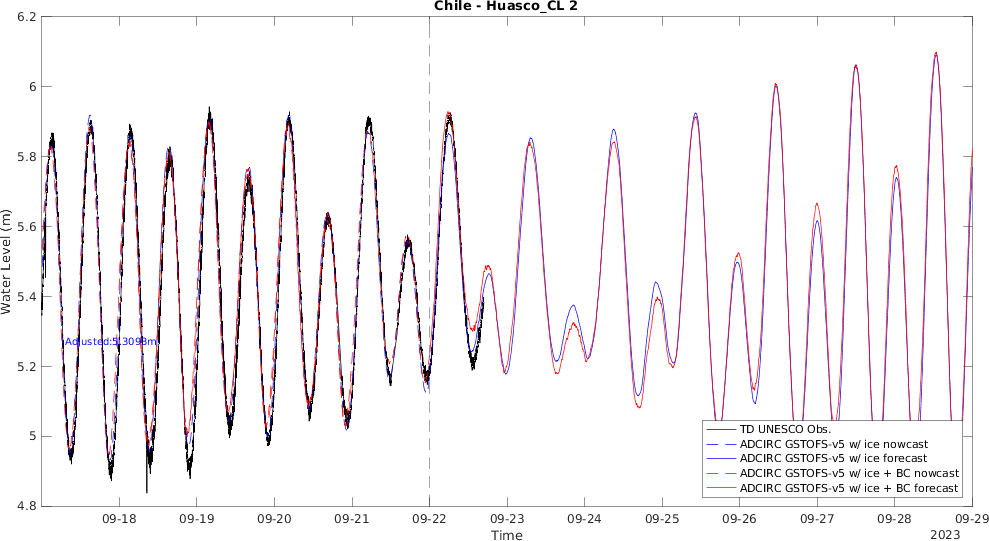 Chile - Huasco_CL 2
6.2
6
5.8
5.6
5.4
5.2
5
4.8
Water Level (m)
Adjusted:5.3093m
TD UNESCO Obs.
ADCIRC GSTOFS-v5 w/ ice nowcast
ADCIRC GSTOFS-v5 w/ ice forecast
ADCIRC GSTOFS-v5 w/ ice + BC nowcast
ADCIRC GSTOFS-v5 w/ ice + BC forecast
09-18 09-19 09-20 09-21 09-22 09-23 09-24 09-25 09-26 09-27 09-28 09-29
Time
2023